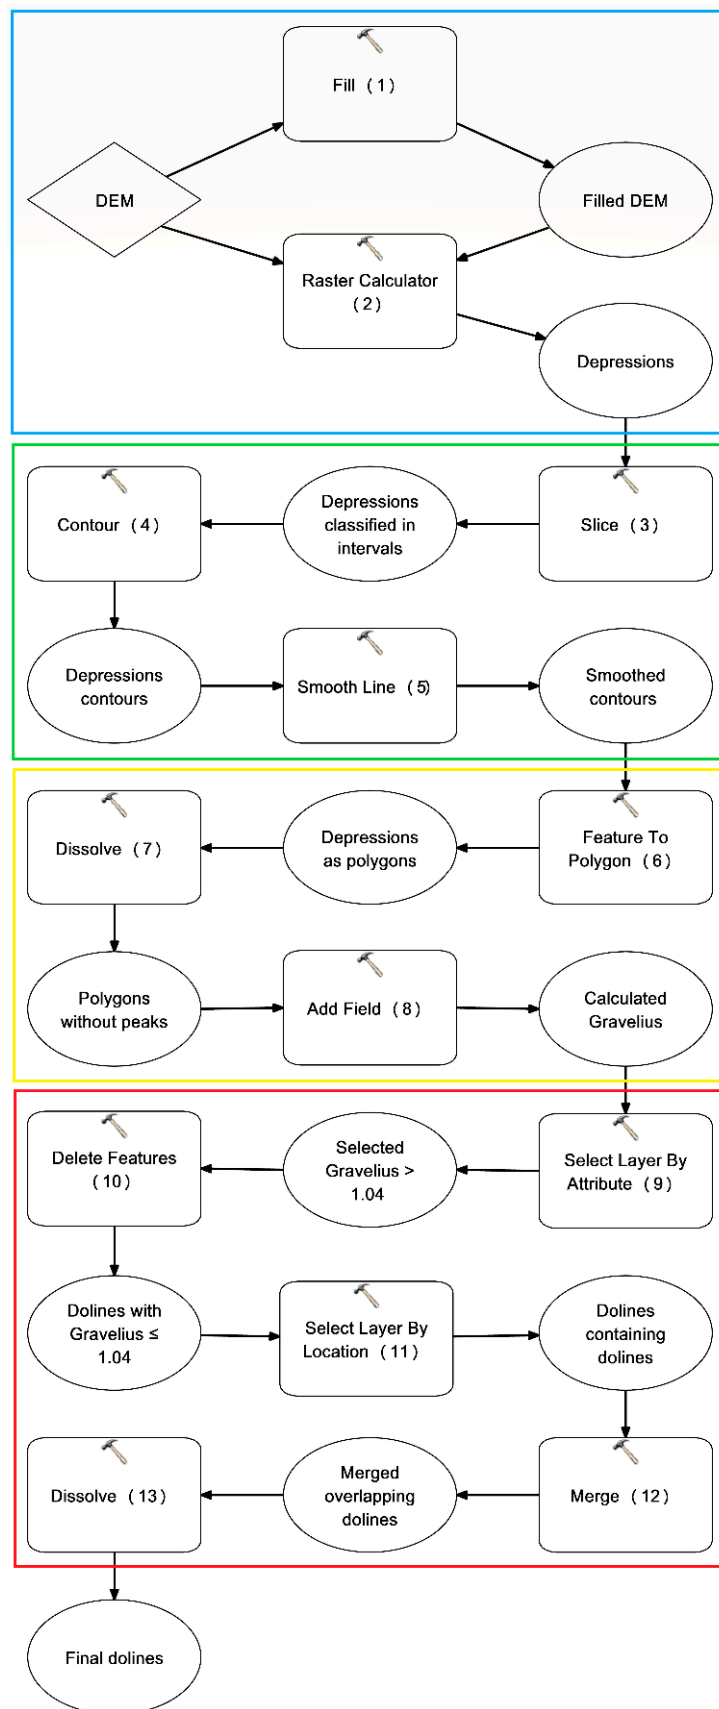 Fill (1)
DEM
Filled DEM
Raster Calculator
(2)
Depressions
Contour (4)
Depressions
classified in
intervals
Slice (3)
Depressions
contours
Smooth Line (5)
Smoothed
contours
Dissolve (7)
Depressions
as polygons
Feature To
Polygon (6)
Polygons
without peaks
Add Field (8)
Calculated
Gravelius
Delete Features
(10)
Selected
Gravelius >
1.04
Select Layer By
Attribute (9)
Dolines with
Gravelius ≤
1.04
Select Layer By
Location (11)
Dolines
containing
dolines
Dissolve (13)
Merged
overlapping
dolines
Merge (12)
Final dolines